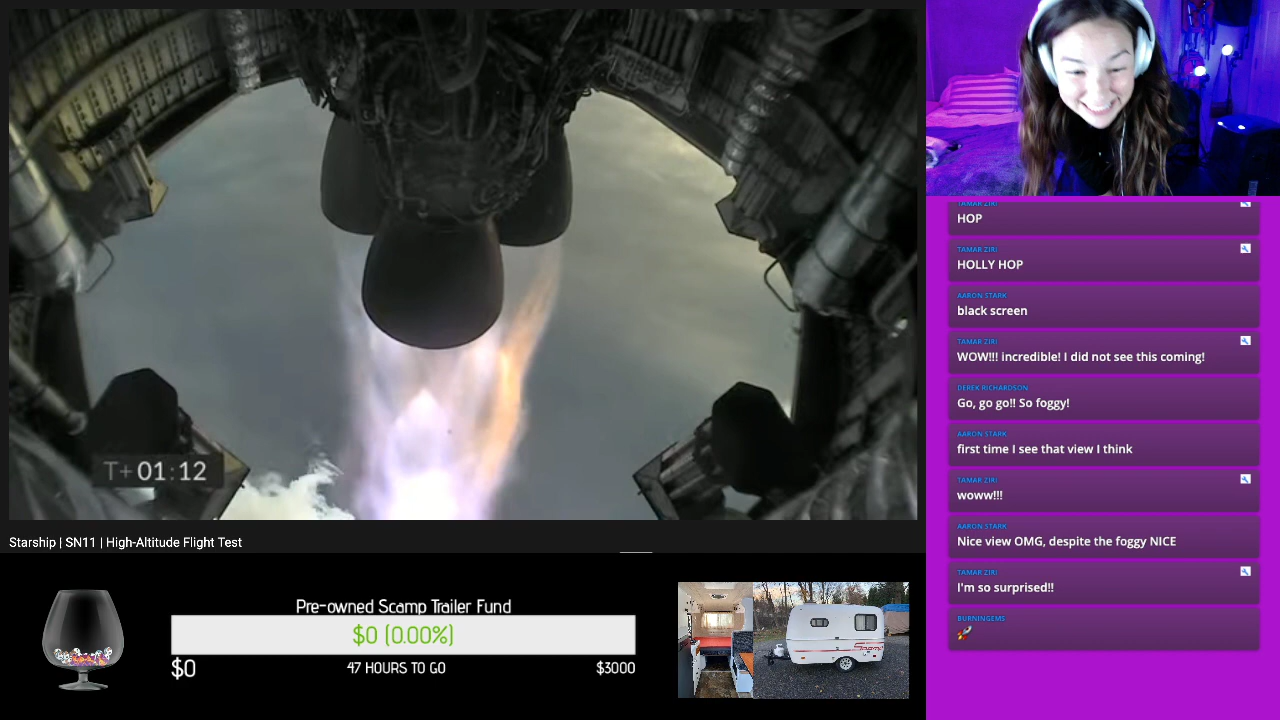 T+ 01:12
Starship | SN11 | High-Altitude Flight Test
Pre-owned Scamp Trailer Fund
$0 (0.00%)
$0
47 HOURS TO GO
$3000
Scamp
TAMAR ZIRI
HOP
TAMAR ZIRI
HOLLY HOP
AARON STARK
black screen
TAMAR ZIRI
WOW!!! incredible! I did not see this coming!
DEREK RICHARDSON
Go, go go!! So foggy!
AARON STARK
first time I see that view I think
TAMAR ZIRI
woww!!!
AARON STARK
Nice view OMG, despite the foggy NICE
TAMAR ZIRI
I'm so surprised!!
BURNINGEMS
🚀